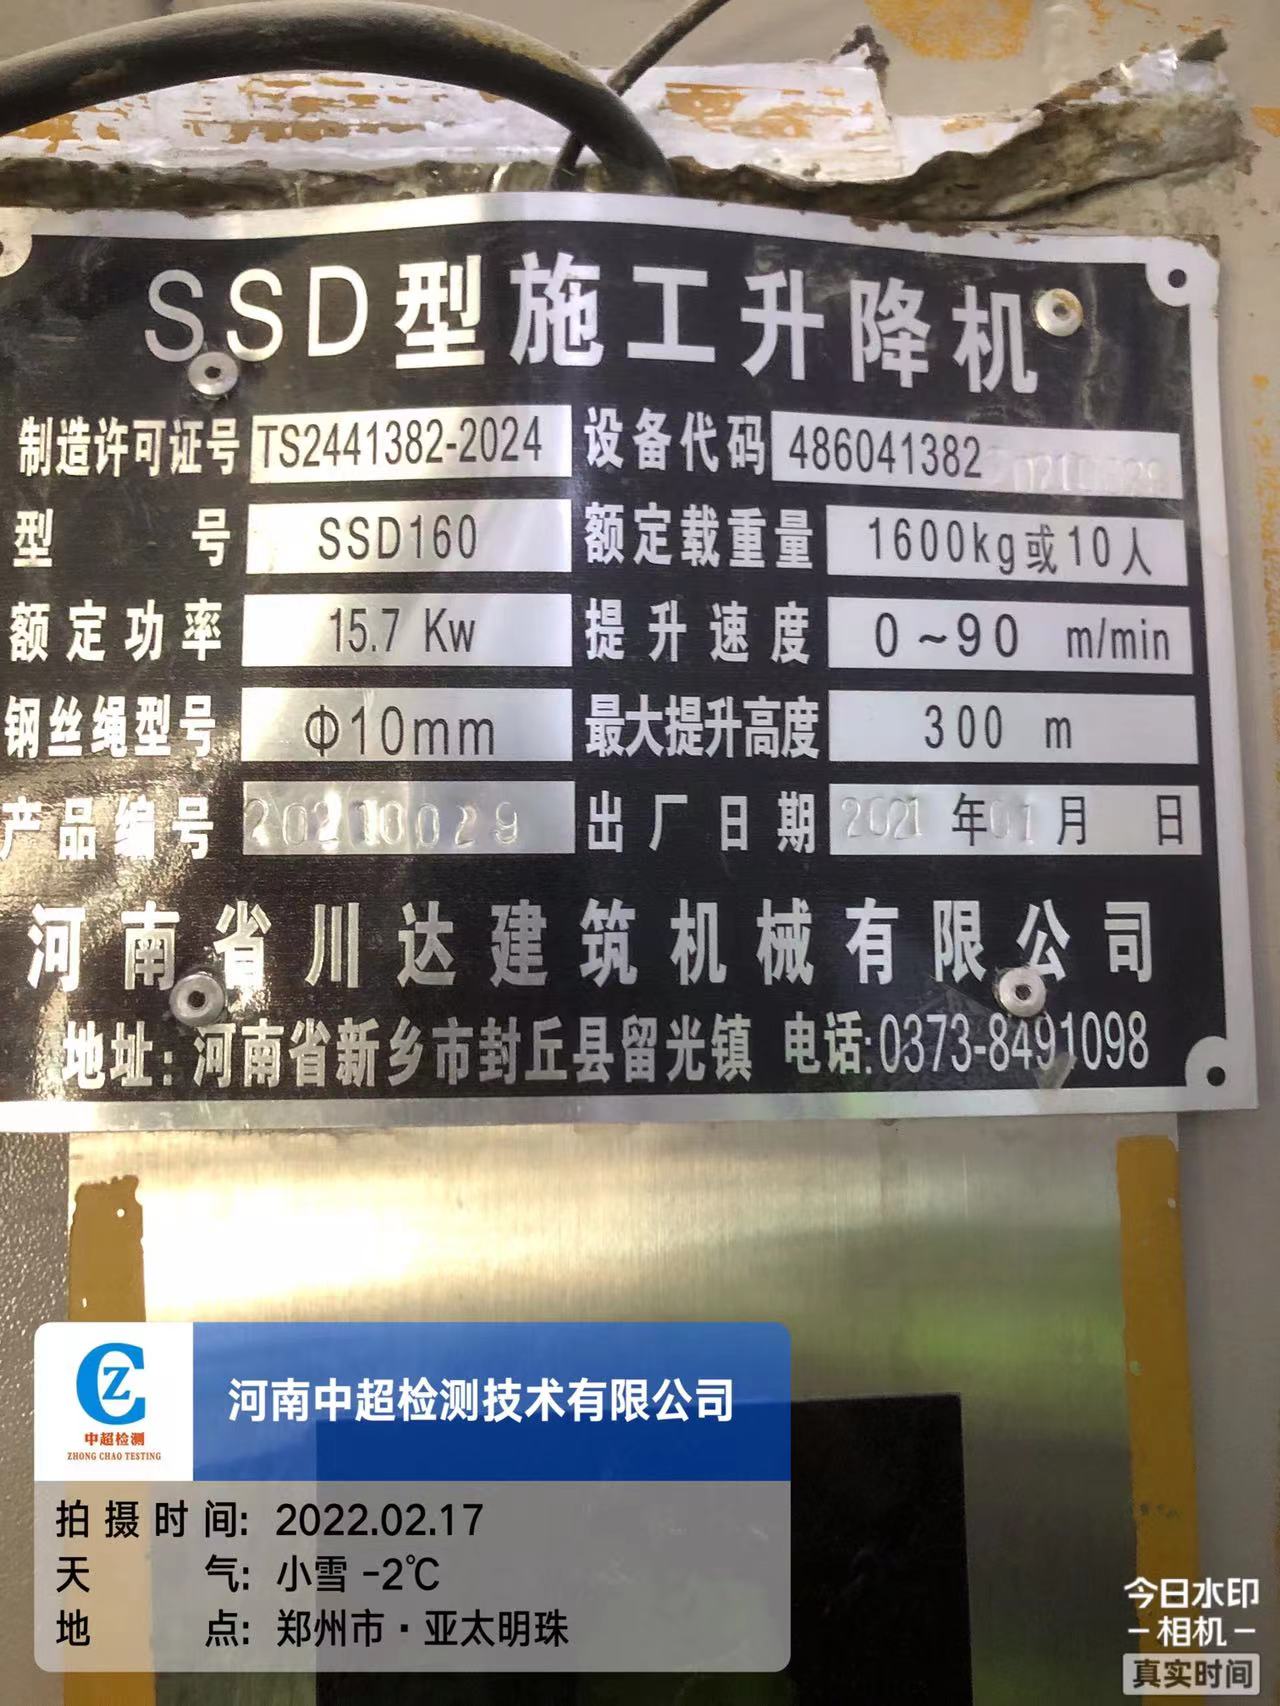 SSD型施工升降机
制造许可证号 TS2441382-2024 设备代码 486041382
型号 SSD160 额定载重量 1600kg或10人
额定功率 15.7 Kw 提升速度 0~90 m/min
钢丝绳型号 Φ10mm 最大提升高度 300 m
产品编号 20210029 出厂日期 2021年01月 日
河南省川达建筑机械有限公司
地址:河南省新乡市封丘县留光镇 电话:0373-8491098
中超检测
ZHONG CHAO TESTING
河南中超检测技术有限公司
拍摄时间: 2022.02.17
天气: 小雪 -2℃
地点: 郑州市·亚太明珠
今日水印
-相机-
真实时间